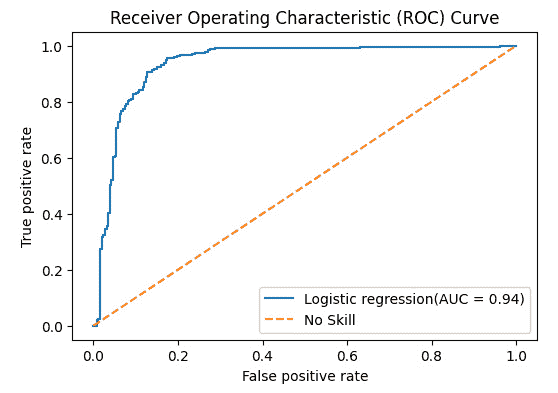 Receiver Operating Characteristic (ROC) Curve
1.0
0.8
0.6
0.4
0.2
0.0
True positive rate
Logistic regression(AUC = 0.94)
No Skill
0.0 0.2 0.4 0.6 0.8 1.0
False positive rate